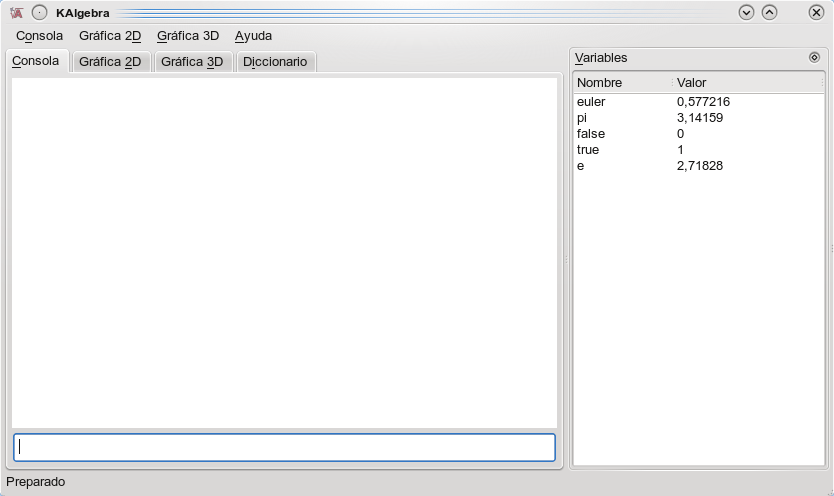 KAlgebra
Consola Gráfica 2D Gráfica 3D Ayuda
Consola Gráfica 2D Gráfica 3D Diccionario
Variables
Nombre Valor
euler 0,577216
pi 3,14159
false 0
true 1
e 2,71828
Preparado